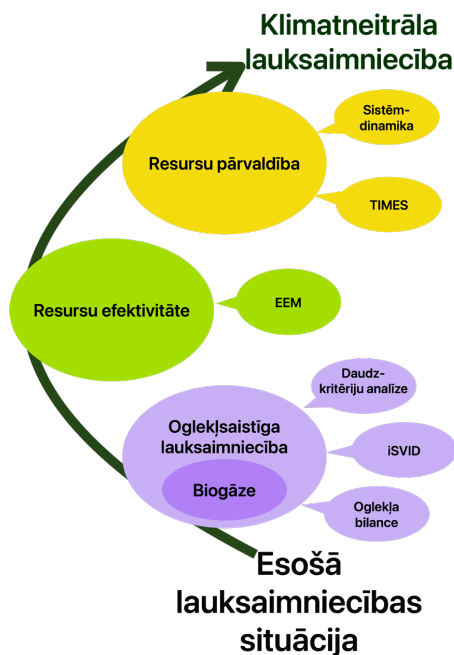 Klimatneitrāla
lauksaimniecība
Sistēm-
dinamika
Resursu pārvaldība
TIMES
Resursu efektivitāte
EEM
Daudz-
kritēriju analīze
Oglekļsaistīga
lauksaimniecība
iSVID
Biogāze
Oglekļa
bilance
Esošā
lauksaimniecības
situācija